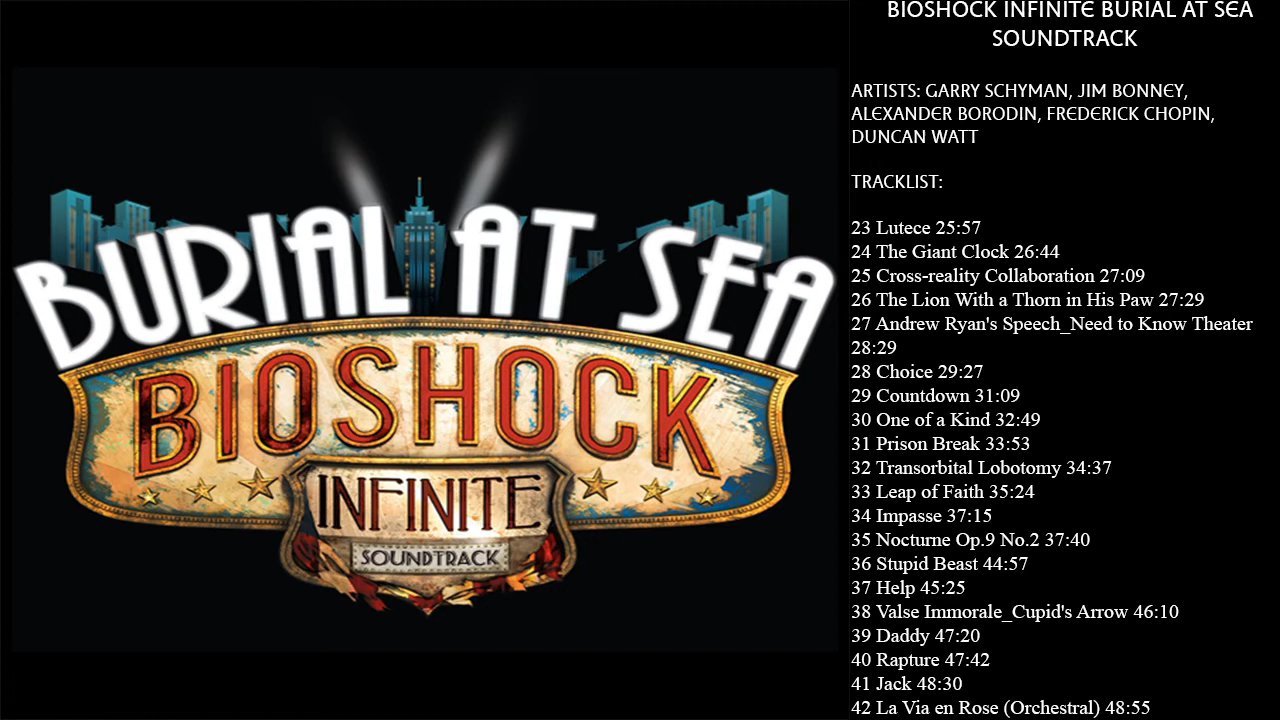 BURIAL AT SEA
BIOSHOCK
INFINITE
SOUNDTRACK
BIOSHOCK INFINITE BURIAL AT SEA
SOUNDTRACK
ARTISTS: GARRY SCHYMAN, JIM BONNEY,
ALEXANDER BORODIN, FREDERICK CHOPIN,
DUNCAN WATT
TRACKLIST:
23 Lutece 25:57
24 The Giant Clock 26:44
25 Cross-reality Collaboration 27:09
26 The Lion With a Thorn in His Paw 27:29
27 Andrew Ryan's Speech_Need to Know Theater
28:29
28 Choice 29:27
29 Countdown 31:09
30 One of a Kind 32:49
31 Prison Break 33:53
32 Transorbital Lobotomy 34:37
33 Leap of Faith 35:24
34 Impasse 37:15
35 Nocturne Op.9 No.2 37:40
36 Stupid Beast 44:57
37 Help 45:25
38 Valse Immorale_Cupid's Arrow 46:10
39 Daddy 47:20
40 Rapture 47:42
41 Jack 48:30
42 La Via en Rose (Orchestral) 48:55